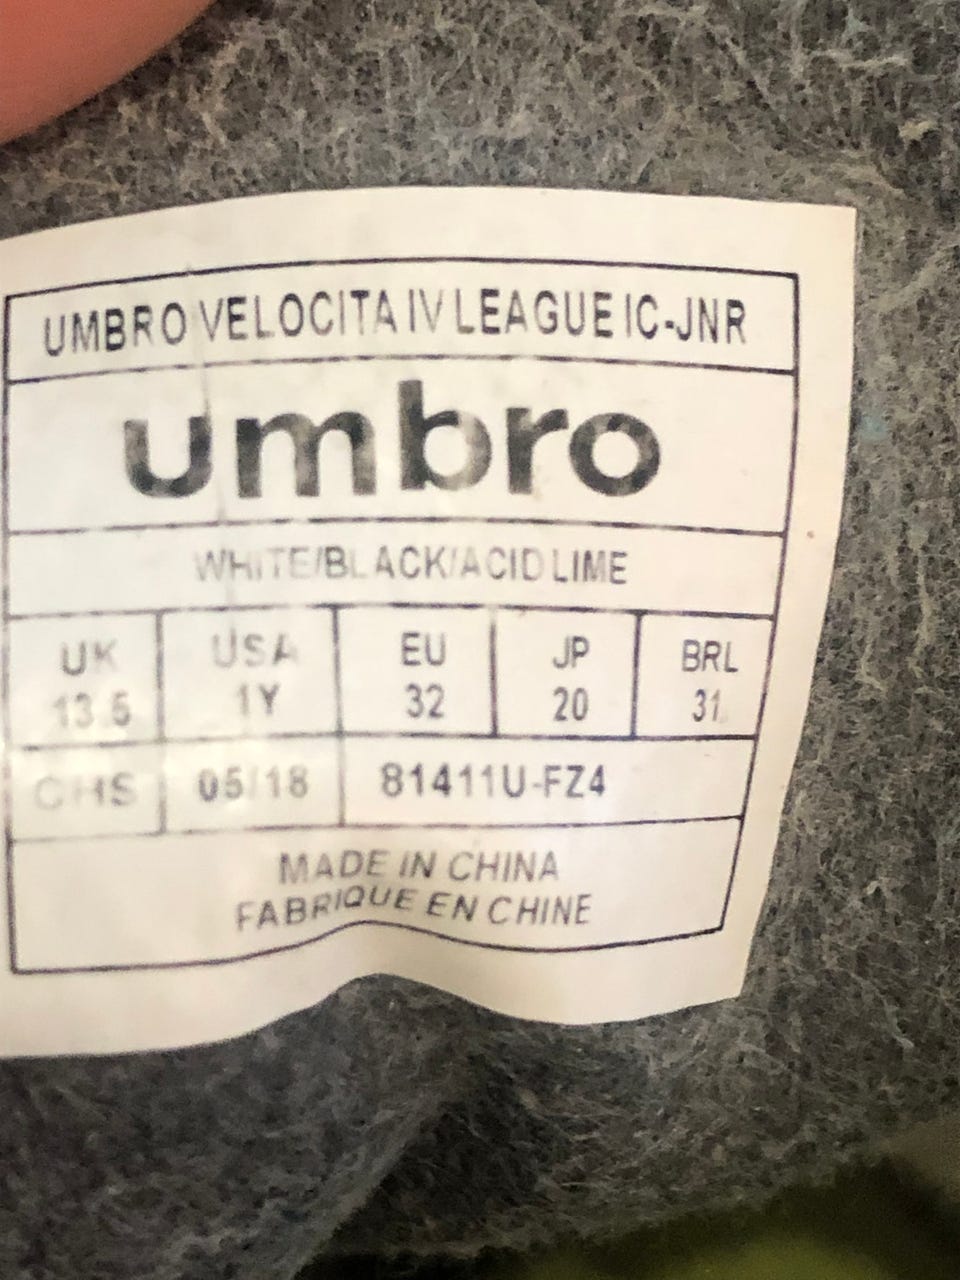 UMBRO VELOCITA IV LEAGUE IC-JNR
umbro
WHITE/BLACK/ACID LIME
UK USA EU JP BRL
13.5 1Y 32 20 31
CHS 05/18 81411U-FZ4
MADE IN CHINA
FABRIQUE EN CHINE